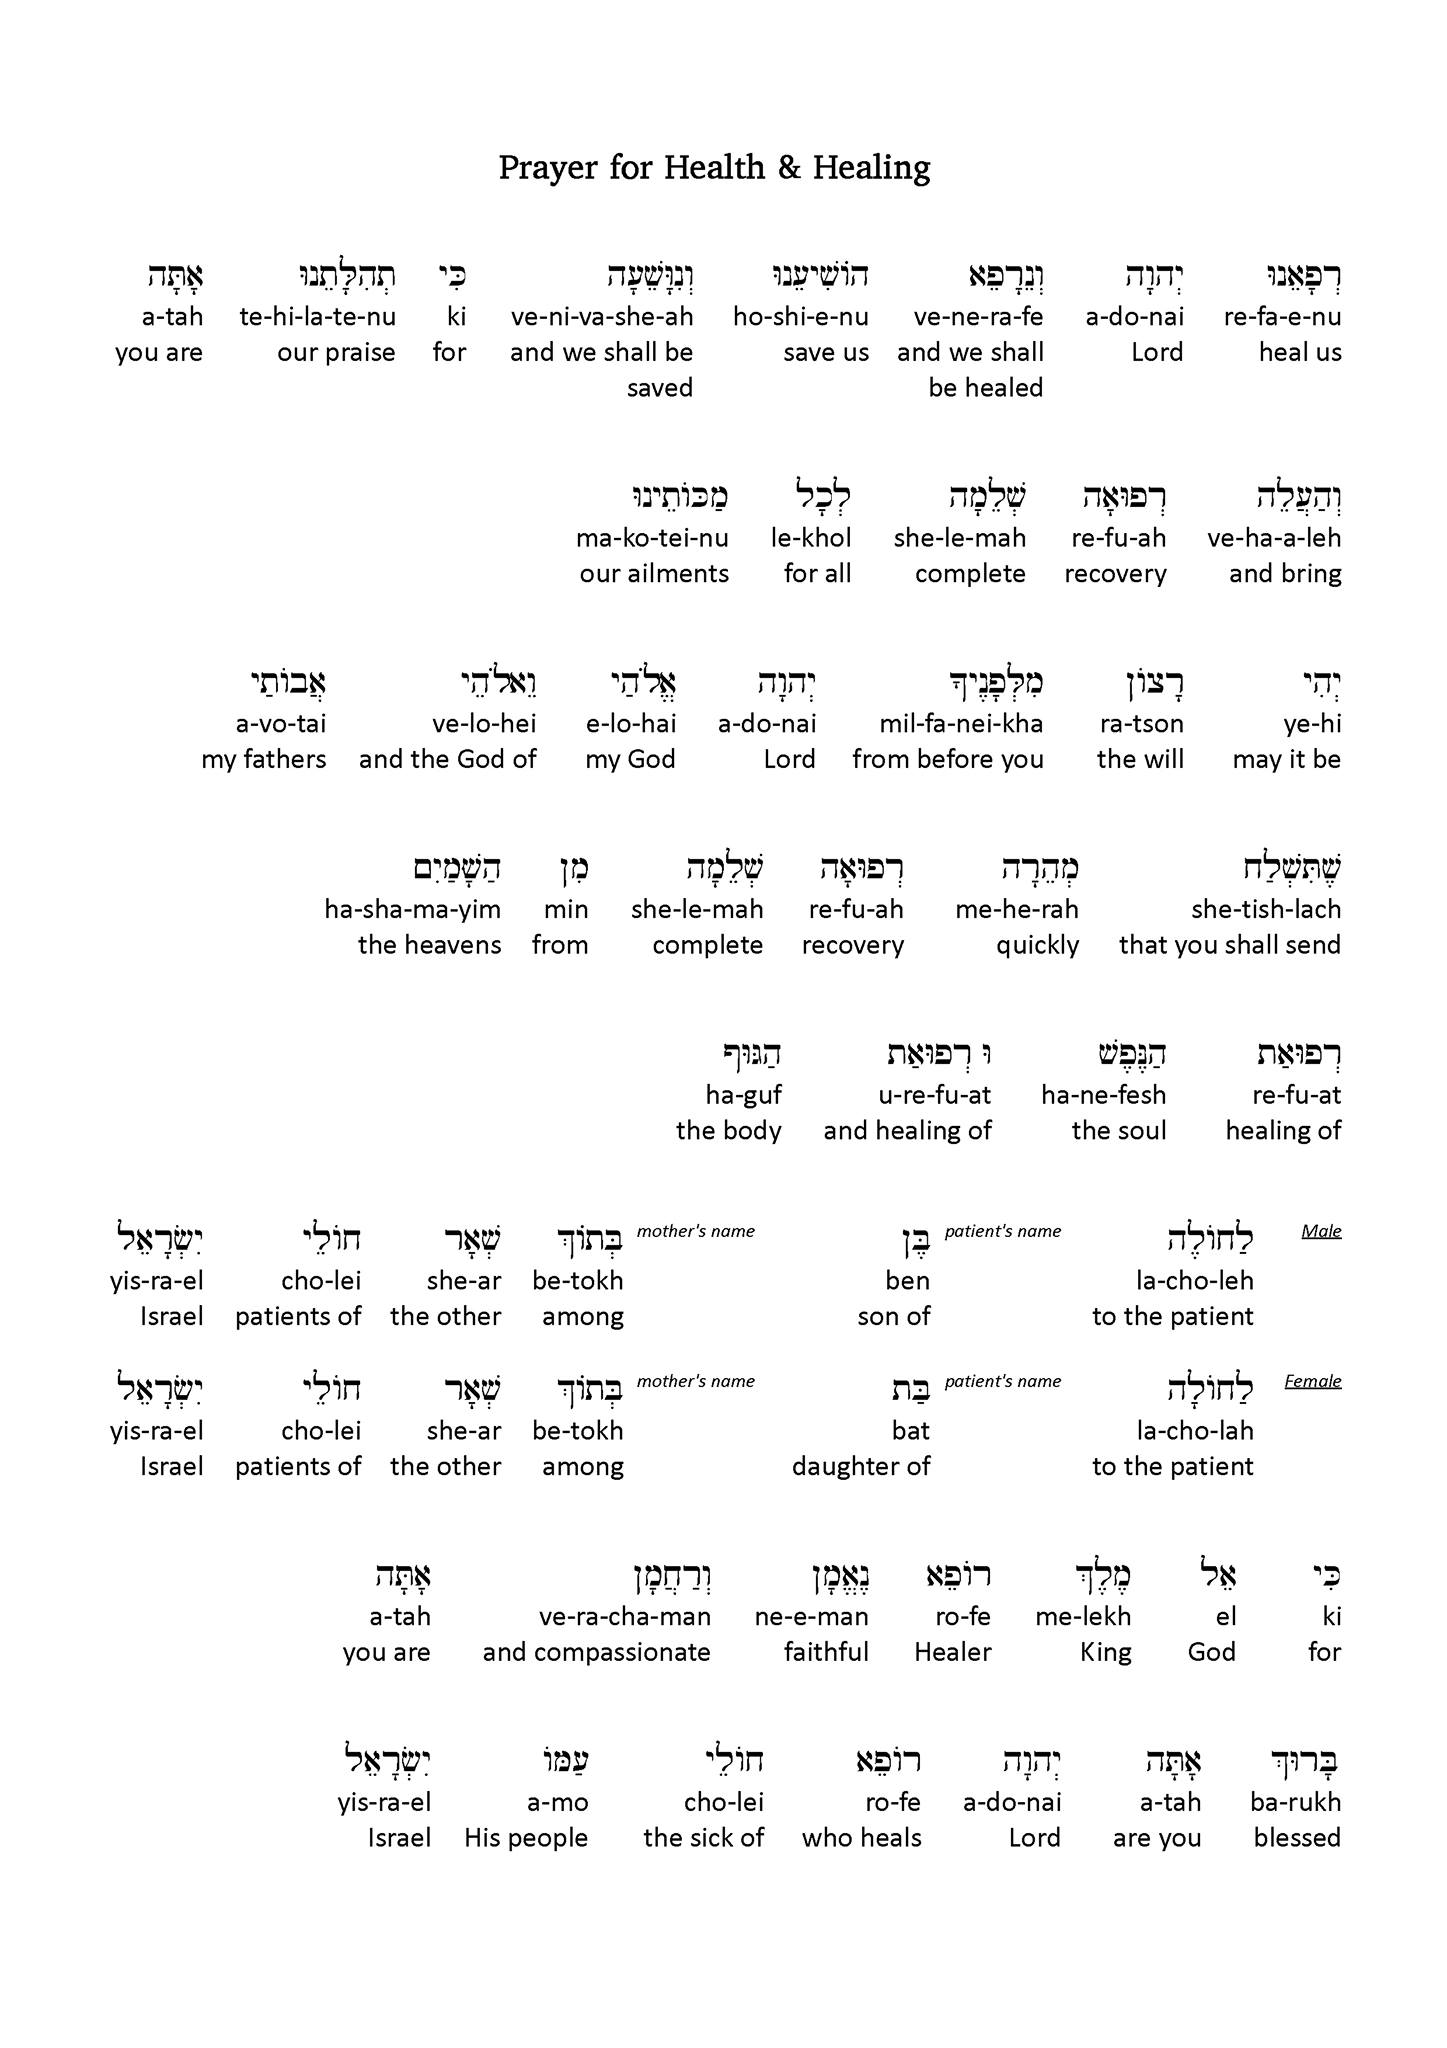 Prayer for Health & Healing
רְפָאֵנוּ יְהוָה וְנֵרָפֵא הוֹשִׁיעֵנוּ וְנִוָּשֵׁעָה כִּי תְהִלָּתֵנוּ אָתָּה
re-fa-e-nu a-do-nai ve-ne-ra-fe ho-shi-e-nu ve-ni-va-she-ah ki te-hi-la-te-nu a-tah
heal us Lord and we shall save us and we shall be for our praise you are
be healed saved
וְהַעֲלֵה רְפוּאָה שְׁלֵמָה לְכָל מַכּוֹתֵינוּ
ve-ha-a-leh re-fu-ah she-le-mah le-khol ma-ko-tei-nu
and bring recovery complete for all our ailments
יְהִי רָצוֹן מִלְּפָנֶיךָ יְהוָה אֱלֹהַי וֵאלֹהֵי אֲבוֹתַי
ye-hi ra-tson mil-fa-nei-kha a-do-nai e-lo-hai ve-lo-hei a-vo-tai
may it be the will from before you Lord my God and the God of my fathers
שֶׁתִּשְׁלַח מְהֵרָה רְפוּאָה שְׁלֵמָה מִן הַשָּׁמַיִם
she-tish-lach me-he-rah re-fu-ah she-le-mah min ha-sha-ma-yim
that you shall send quickly recovery complete from the heavens
רְפוּאַת הַנֶּפֶשׁ וּ רְפוּאַת הַגּוּף
re-fu-at ha-ne-fesh u-re-fu-at ha-guf
healing of the soul and healing of the body
Male לַחוֹלֶה patient's name בֶּן mother's name בְּתוֹךְ שְׁאָר חוֹלֵי יִשְׂרָאֵל
la-cho-leh ben be-tokh she-ar cho-lei yis-ra-el
to the patient son of among the other patients of Israel
Female לַחוֹלָה patient's name בַּת mother's name בְּתוֹךְ שְׁאָר חוֹלֵי יִשְׂרָאֵל
la-cho-lah bat be-tokh she-ar cho-lei yis-ra-el
to the patient daughter of among the other patients of Israel
כִּי אֵל מֶלֶךְ רוֹפֵא נֶאֱמָן וְרַחֲמָן אָתָּה
ki el me-lekh ro-fe ne-e-man ve-ra-cha-man a-tah
for God King Healer faithful and compassionate you are
בָּרוּךְ אָתָּה יְהוָה רוֹפֵא חוֹלֵי עַמּוֹ יִשְׂרָאֵל
ba-rukh a-tah a-do-nai ro-fe cho-lei a-mo yis-ra-el
blessed are you Lord who heals the sick of His people Israel